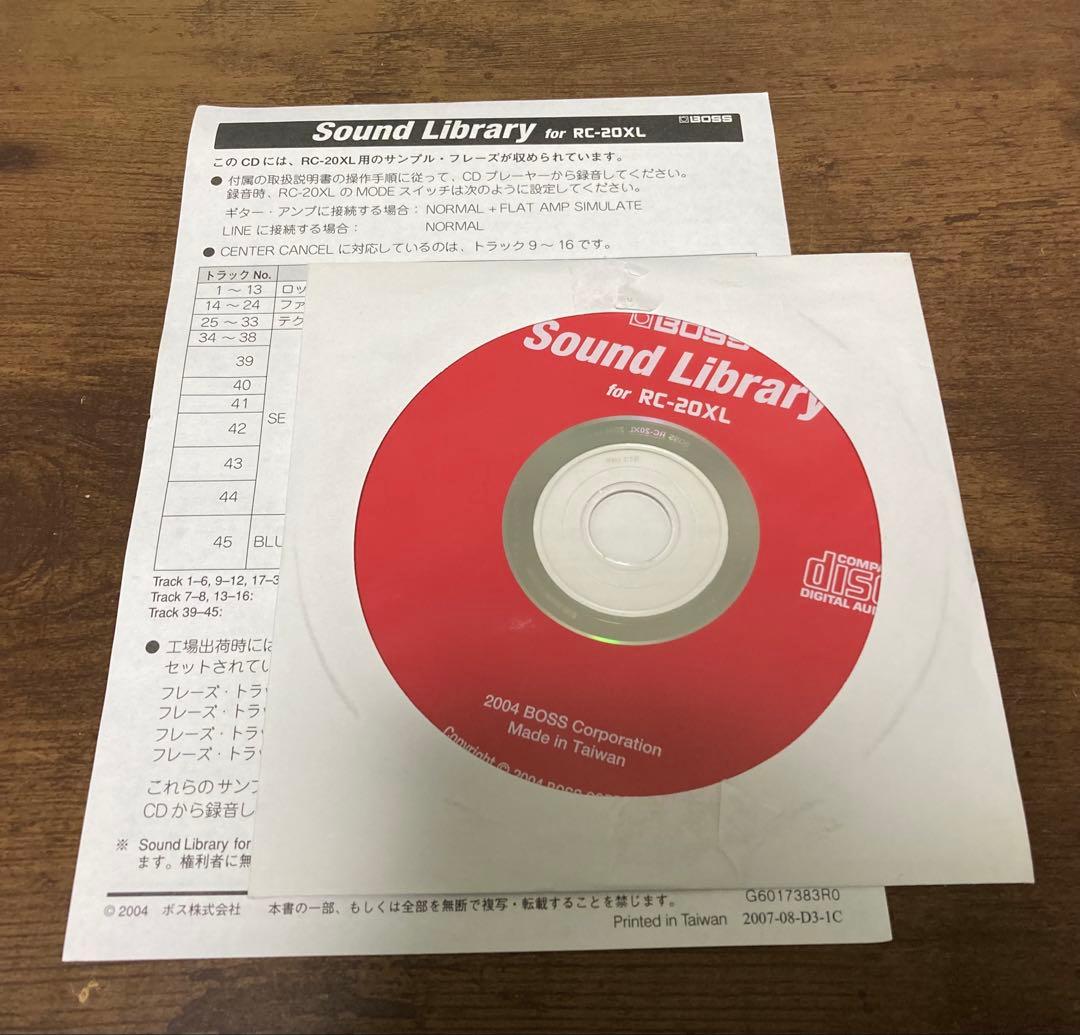 BOSS
Sound Library for RC-20XL
このCDには、RC-20XL用のサンプル・フレーズが収められています。
● 付属の取扱説明書の操作手順に従って、CDプレーヤーから録音してください。
録音時、RC-20XLのMODEスイッチは次のように設定してください。
ギター・アンプに接続する場合： NORMAL + FLAT AMP SIMULATE
LINEに接続する場合： NORMAL
● CENTER CANCELに対応しているのは、トラック9～16です。
トラックNo.
1～13 ロッ
14～24 ファ
25～33 テク
34～38
39
40
41
SE
42
43
44
45 BLU
Track 1–6, 9–12, 17–3
Track 7–8, 13–16:
Track 39–45:
● 工場出荷時には
セットされてい
フレーズ・トラ
フレーズ・トラ
フレーズ・トラ
フレーズ・トラ
これらのサンプ
CDから録音し
※ Sound Library for
ます。権利者に無
© 2004 ボス株式会社 本書の一部、もしくは全部を無断で複写・転載することを禁じます。
G6017383R0
Printed in Taiwan 2007-08-D3-1C
BOSS
Sound Library
for RC-20XL
COMPA
disc
DIGITAL AUD
2004 BOSS Corporation
Made in Taiwan
Copyright © 2004 BOSS